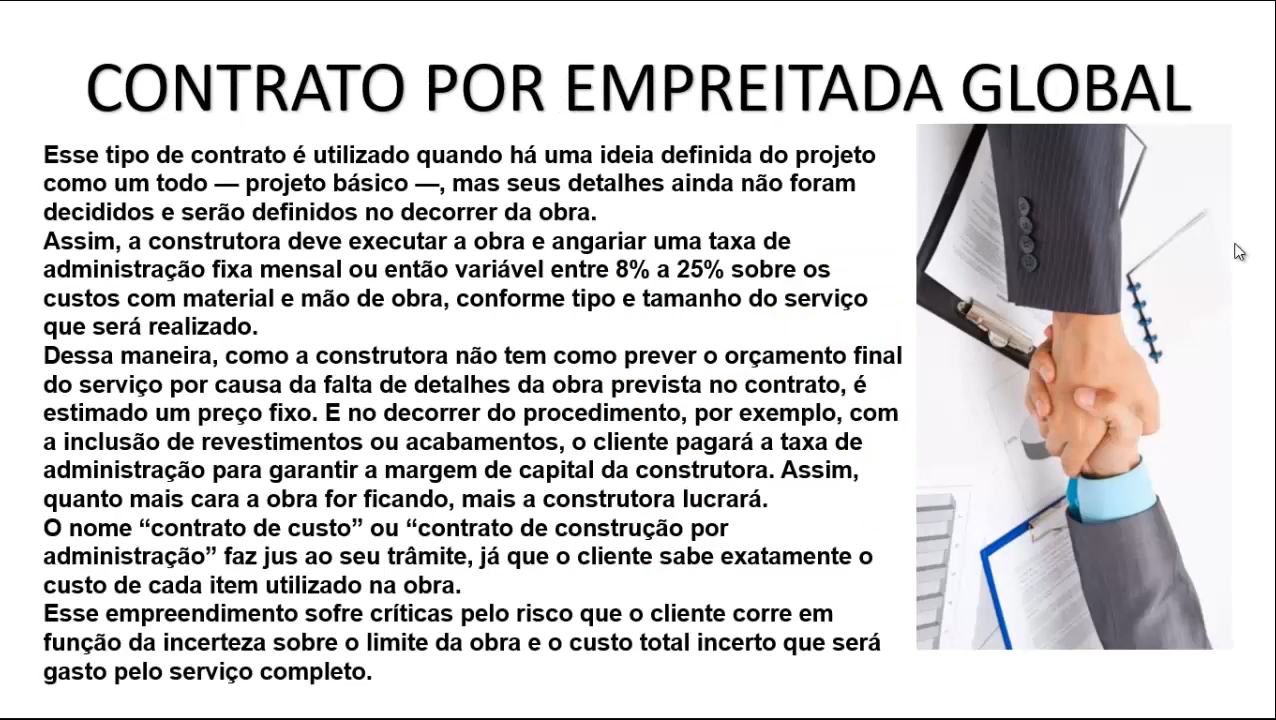 CONTRATO POR EMPREITADA GLOBAL
Esse tipo de contrato é utilizado quando há uma ideia definida do projeto
como um todo — projeto básico —, mas seus detalhes ainda não foram
decididos e serão definidos no decorrer da obra.
Assim, a construtora deve executar a obra e angariar uma taxa de
administração fixa mensal ou então variável entre 8% a 25% sobre os
custos com material e mão de obra, conforme tipo e tamanho do serviço
que será realizado.
Dessa maneira, como a construtora não tem como prever o orçamento final
do serviço por causa da falta de detalhes da obra prevista no contrato, é
estimado um preço fixo. E no decorrer do procedimento, por exemplo, com
a inclusão de revestimentos ou acabamentos, o cliente pagará a taxa de
administração para garantir a margem de capital da construtora. Assim,
quanto mais cara a obra for ficando, mais a construtora lucrará.
O nome “contrato de custo” ou “contrato de construção por
administração” faz jus ao seu trâmite, já que o cliente sabe exatamente o
custo de cada item utilizado na obra.
Esse empreendimento sofre críticas pelo risco que o cliente corre em
função da incerteza sobre o limite da obra e o custo total incerto que será
gasto pelo serviço completo.